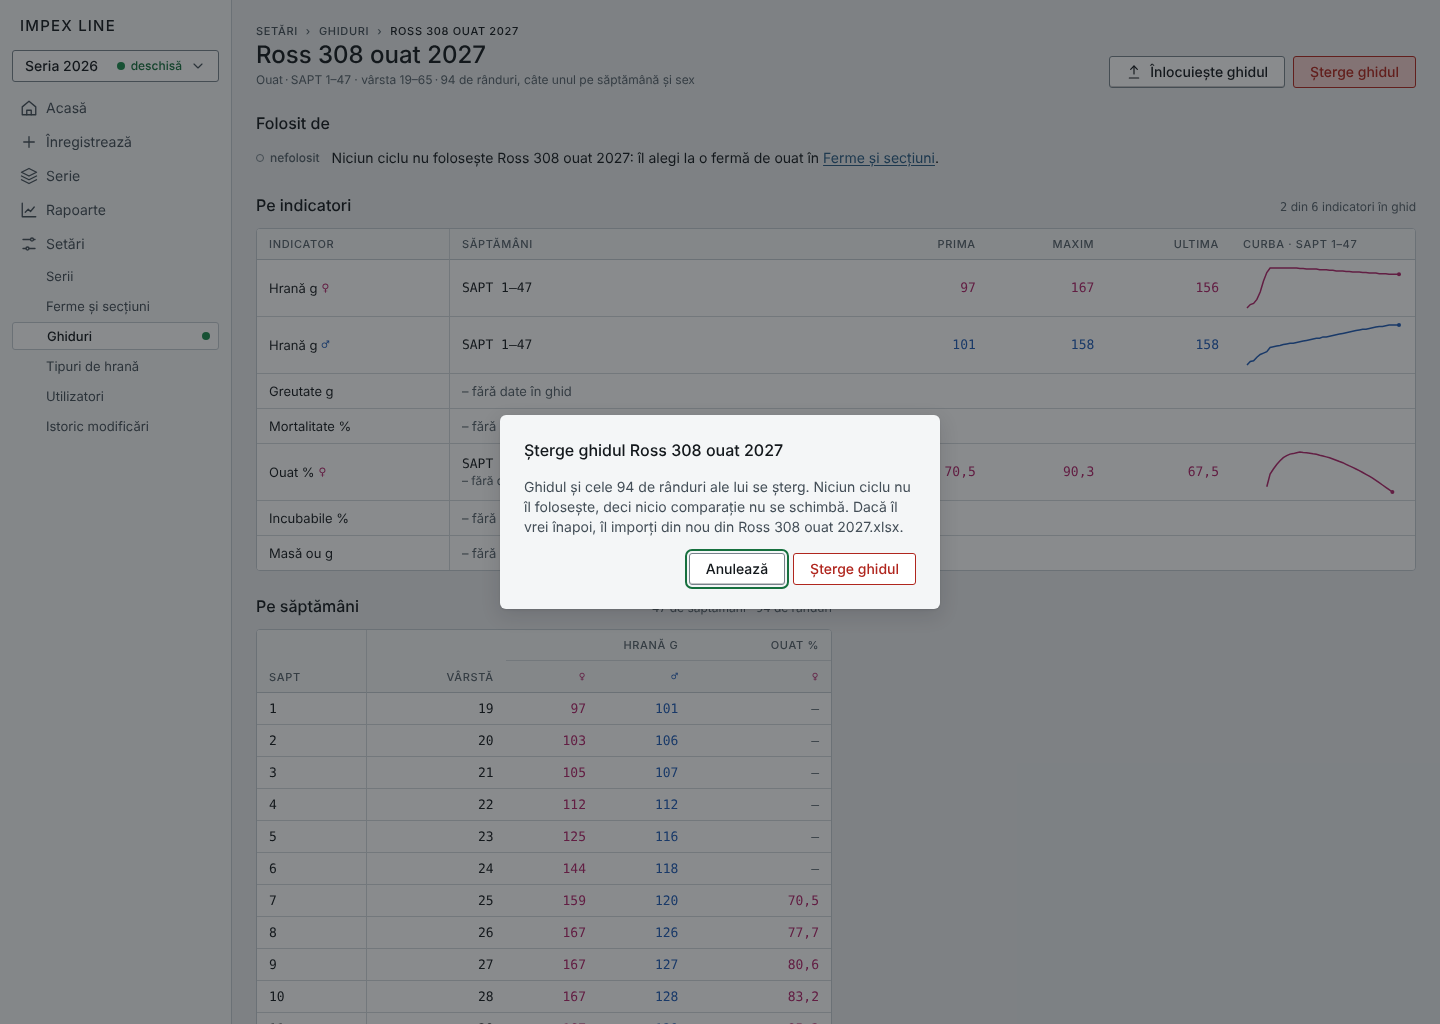 IMPEX LINE
Seria 2026 deschisă
Acasă
Înregistrează
Serie
Rapoarte
Setări
Serii
Ferme și secțiuni
Ghiduri
Tipuri de hrană
Utilizatori
Istoric modificări
SETĂRI › GHIDURI › ROSS 308 OUAT 2027
Ross 308 ouat 2027
Ouat · SAPT 1–47 · vârsta 19–65 · 94 de rânduri, câte unul pe săptămână și sex
Înlocuiește ghidul
Șterge ghidul
Folosit de
nefolosit Niciun ciclu nu folosește Ross 308 ouat 2027: îl alegi la o fermă de ouat în Ferme și secțiuni.
Pe indicatori
2 din 6 indicatori în ghid
INDICATOR SĂPTĂMÂNI PRIMA MAXIM ULTIMA CURBA · SAPT 1–47
Hrană g ♀ SAPT 1–47 97 167 156
Hrană g ♂ SAPT 1–47 101 158 158
Greutate g – fără date în ghid
Mortalitate % – fără
Ouat % ♀ SAPT 70,5 90,3 67,5
– fără
Incubabile % – fără
Masă ou g – fără
Șterge ghidul Ross 308 ouat 2027
Ghidul și cele 94 de rânduri ale lui se șterg. Niciun ciclu nu
îl folosește, deci nicio comparație nu se schimbă. Dacă îl
vrei înapoi, îl imporți din nou din Ross 308 ouat 2027.xlsx.
Anulează
Șterge ghidul
Pe săptămâni
47 de săptămâni · 94 de rânduri
HRANĂ G OUAT %
SAPT VÂRSTĂ ♀ ♂ ♀
1 19 97 101 –
2 20 103 106 –
3 21 105 107 –
4 22 112 112 –
5 23 125 116 –
6 24 144 118 –
7 25 159 120 70,5
8 26 167 126 77,7
9 27 167 127 80,6
10 28 167 128 83,2